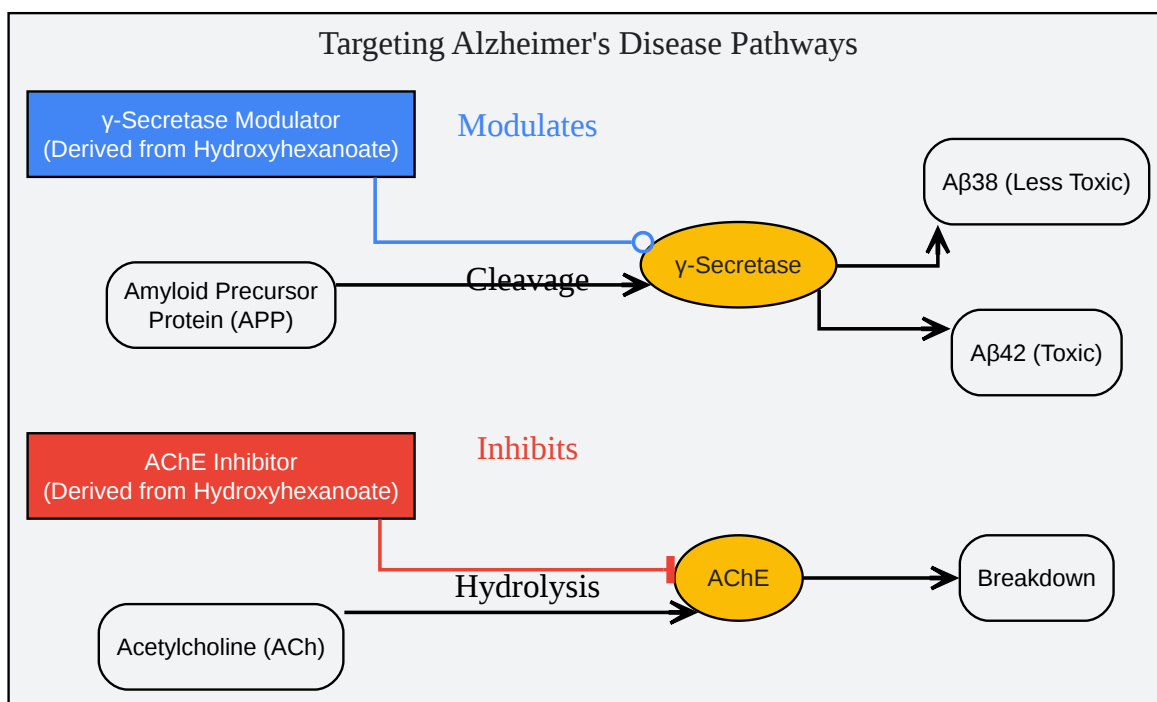 Targeting Alzheimer's Disease Pathways
γ-Secretase Modulator
(Derived from Hydroxyhexanoate)
Modulates
Aβ38 (Less Toxic)
γ-Secretase
Cleavage
Amyloid Precursor
Protein (APP)
Aβ42 (Toxic)
AChE Inhibitor
(Derived from Hydroxyhexanoate)
Inhibits
Hydrolysis
AChE
Breakdown
Acetylcholine (ACh)